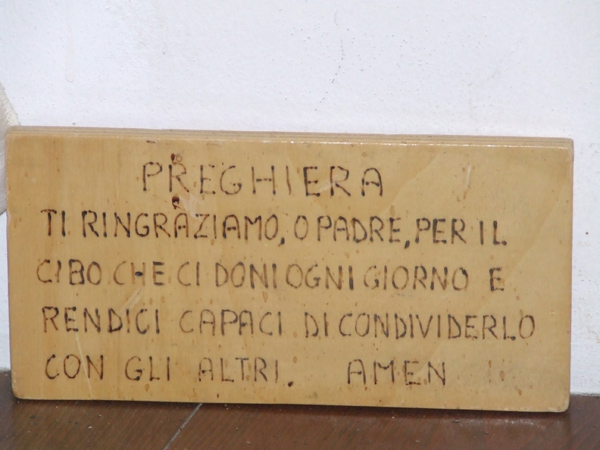 PREGHIERA
TI RINGRAZIAMO, O PADRE, PER IL
CIBO CHE CI DONI OGNI GIORNO E
RENDICI CAPACI DI CONDIVIDERLO
CON GLI ALTRI. AMEN